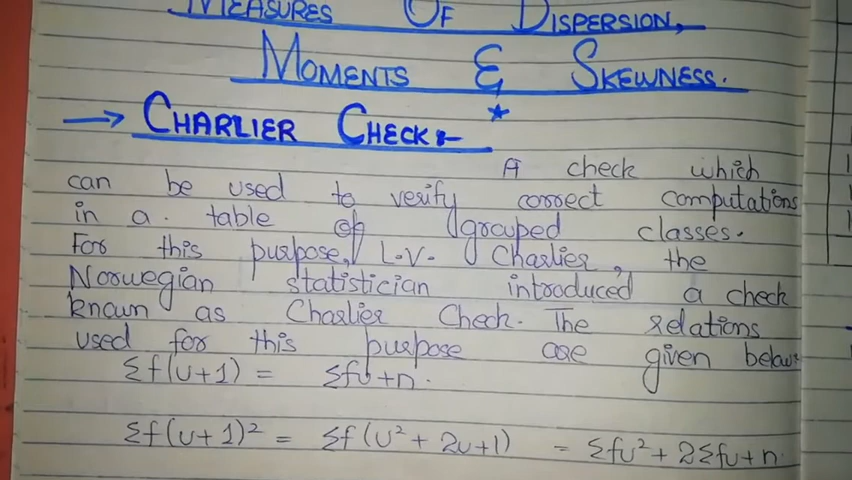 MEASURES OF DISPERSION,
MOMENTS & SKEWNESS.
→ CHARLIER CHECK:-
A check which
can be used to verify correct computations
in a table of grouped classes.
For this purpose, L.V. Charlier, the
Norwegian statistician introduced a check
known as Charlier Check. The relations
used for this purpose are given below:
Σf(u+1) = Σfu+n.
Σf(u+1)² = Σf(u²+2u+1) = Σfu²+2Σfu+n